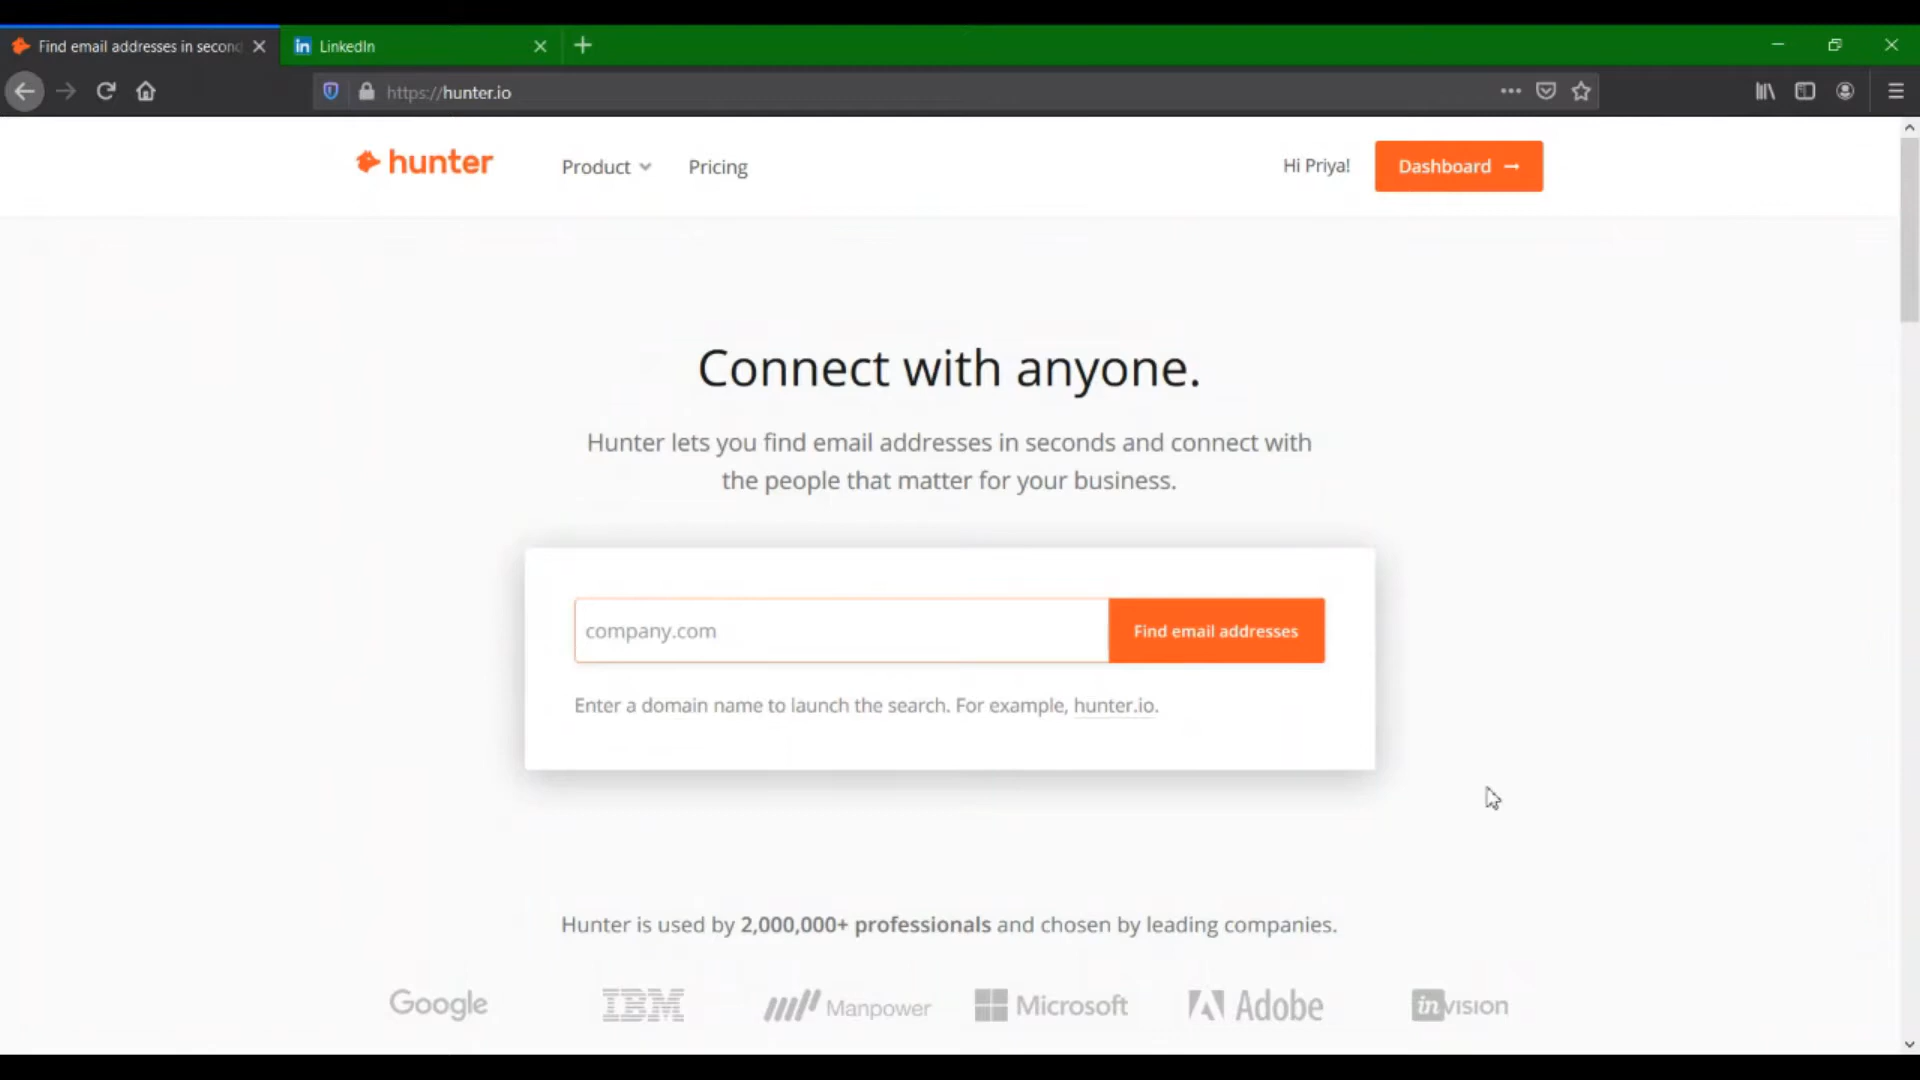 Find email addresses in secon
LinkedIn
https://hunter.io
hunter
Product
Pricing
Hi Priya!
Dashboard →
Connect with anyone.
Hunter lets you find email addresses in seconds and connect with
the people that matter for your business.
company.com
Find email addresses
Enter a domain name to launch the search. For example, hunter.io.
Hunter is used by 2,000,000+ professionals and chosen by leading companies.
Google
IBM
Manpower
Microsoft
Adobe
invision